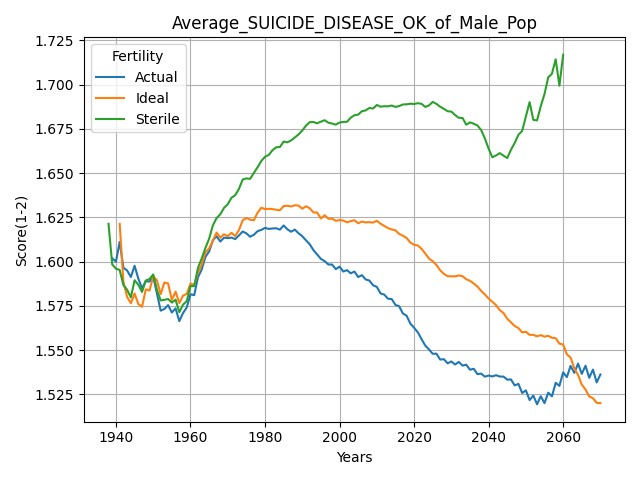 Average_SUICIDE_DISEASE_OK_of_Male_Pop
Score(1-2)
1.725
1.700
1.675
1.650
1.625
1.600
1.575
1.550
1.525
Fertility
Actual
Ideal
Sterile
1940 1960 1980 2000 2020 2040 2060
Years